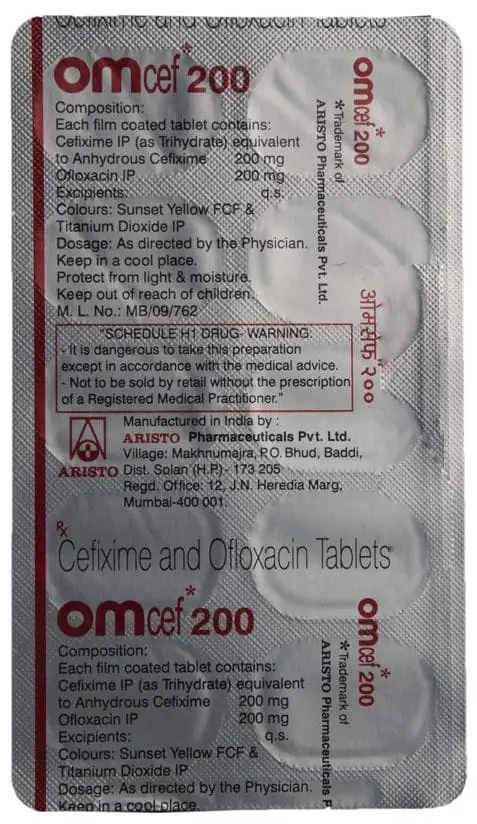 Cefixime and Ofloxacin Tablets
OMcef* 200
Composition:
Each film coated tablet contains:
Cefixime IP (as Trihydrate) equivalent
to Anhydrous Cefixime 200 mg
Ofloxacin IP 200 mg
Excipients: q.s.
Colours: Sunset Yellow FCF &
Titanium Dioxide IP
Dosage: As directed by the Physician.
Keep in a cool place.
Protect from light & moisture.
Keep out of reach of children.
M. L. No.: MB/09/762
OMcef* 200
*Trademark of
ARISTO Pharmaceuticals Pvt. Ltd.
ओमसेफ २००
"SCHEDULE H1 DRUG- WARNING:
- It is dangerous to take this preparation
except in accordance with the medical advice.
- Not to be sold by retail without the prescription
of a Registered Medical Practitioner."
ARISTO
Manufactured in India by :
ARISTO Pharmaceuticals Pvt. Ltd.
Village: Makhnumajra, P.O. Bhud, Baddi,
Dist. Solan (H.P.) - 173 205
Regd. Office: 12, J.N. Heredia Marg,
Mumbai-400 001.
Rx
Cefixime and Ofloxacin Tablets
OMcef* 200
Composition:
Each film coated tablet contains:
Cefixime IP (as Trihydrate) equivalent
to Anhydrous Cefixime 200 mg
Ofloxacin IP 200 mg
Excipients: q.s.
Colours: Sunset Yellow FCF &
Titanium Dioxide IP
Dosage: As directed by the Physician.
Keep in a cool place.
OMcef* 200
*Trademark of
ARISTO Pharmaceuticals P